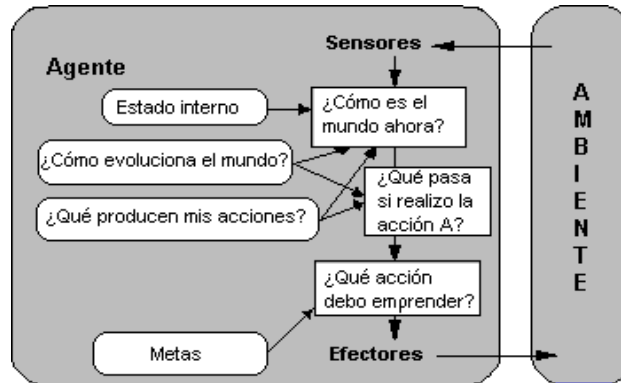 Sensores
Agente
Estado interno
¿Cómo es el
mundo ahora?
¿Cómo evoluciona el mundo?
¿Qué pasa
si realizo la
acción A?
¿Qué producen mis acciones?
¿Qué acción
debo emprender?
Metas
Efectores
AMBIENTE